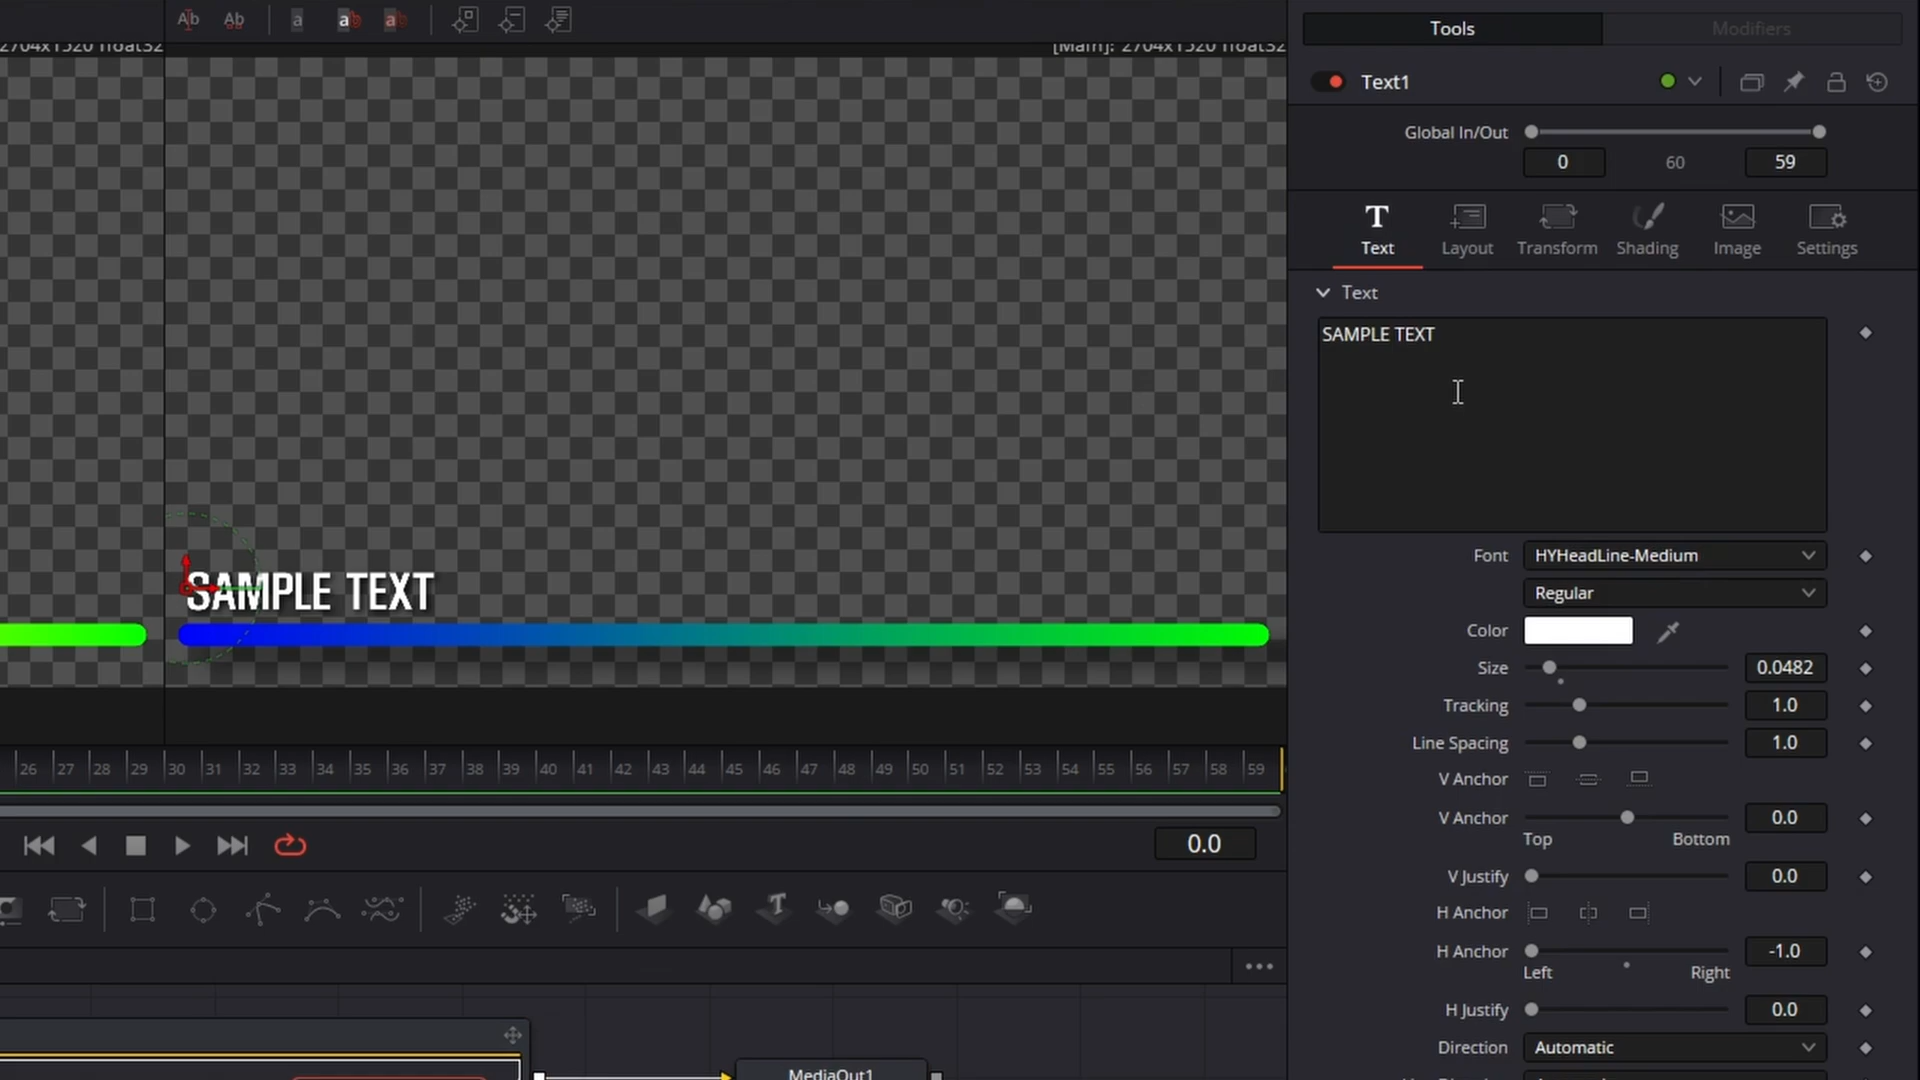 Ab Ab a ab ab
2704x1520 float32
[Main]: 2704x1520 float32
Tools Modifiers
Text1
Global In/Out
0 60 59
T
Text Layout Transform Shading Image Settings
Text
SAMPLE TEXT
Font HYHeadLine-Medium
Regular
Color
Size 0.0482
Tracking 1.0
Line Spacing 1.0
V Anchor
V Anchor 0.0
Top Bottom
V Justify 0.0
H Anchor
H Anchor -1.0
Left Right
H Justify 0.0
Direction Automatic
SAMPLE TEXT
26 27 28 29 30 31 32 33 34 35 36 37 38 39 40 41 42 43 44 45 46 47 48 49 50 51 52 53 54 55 56 57 58 59
0.0
MediaOut1